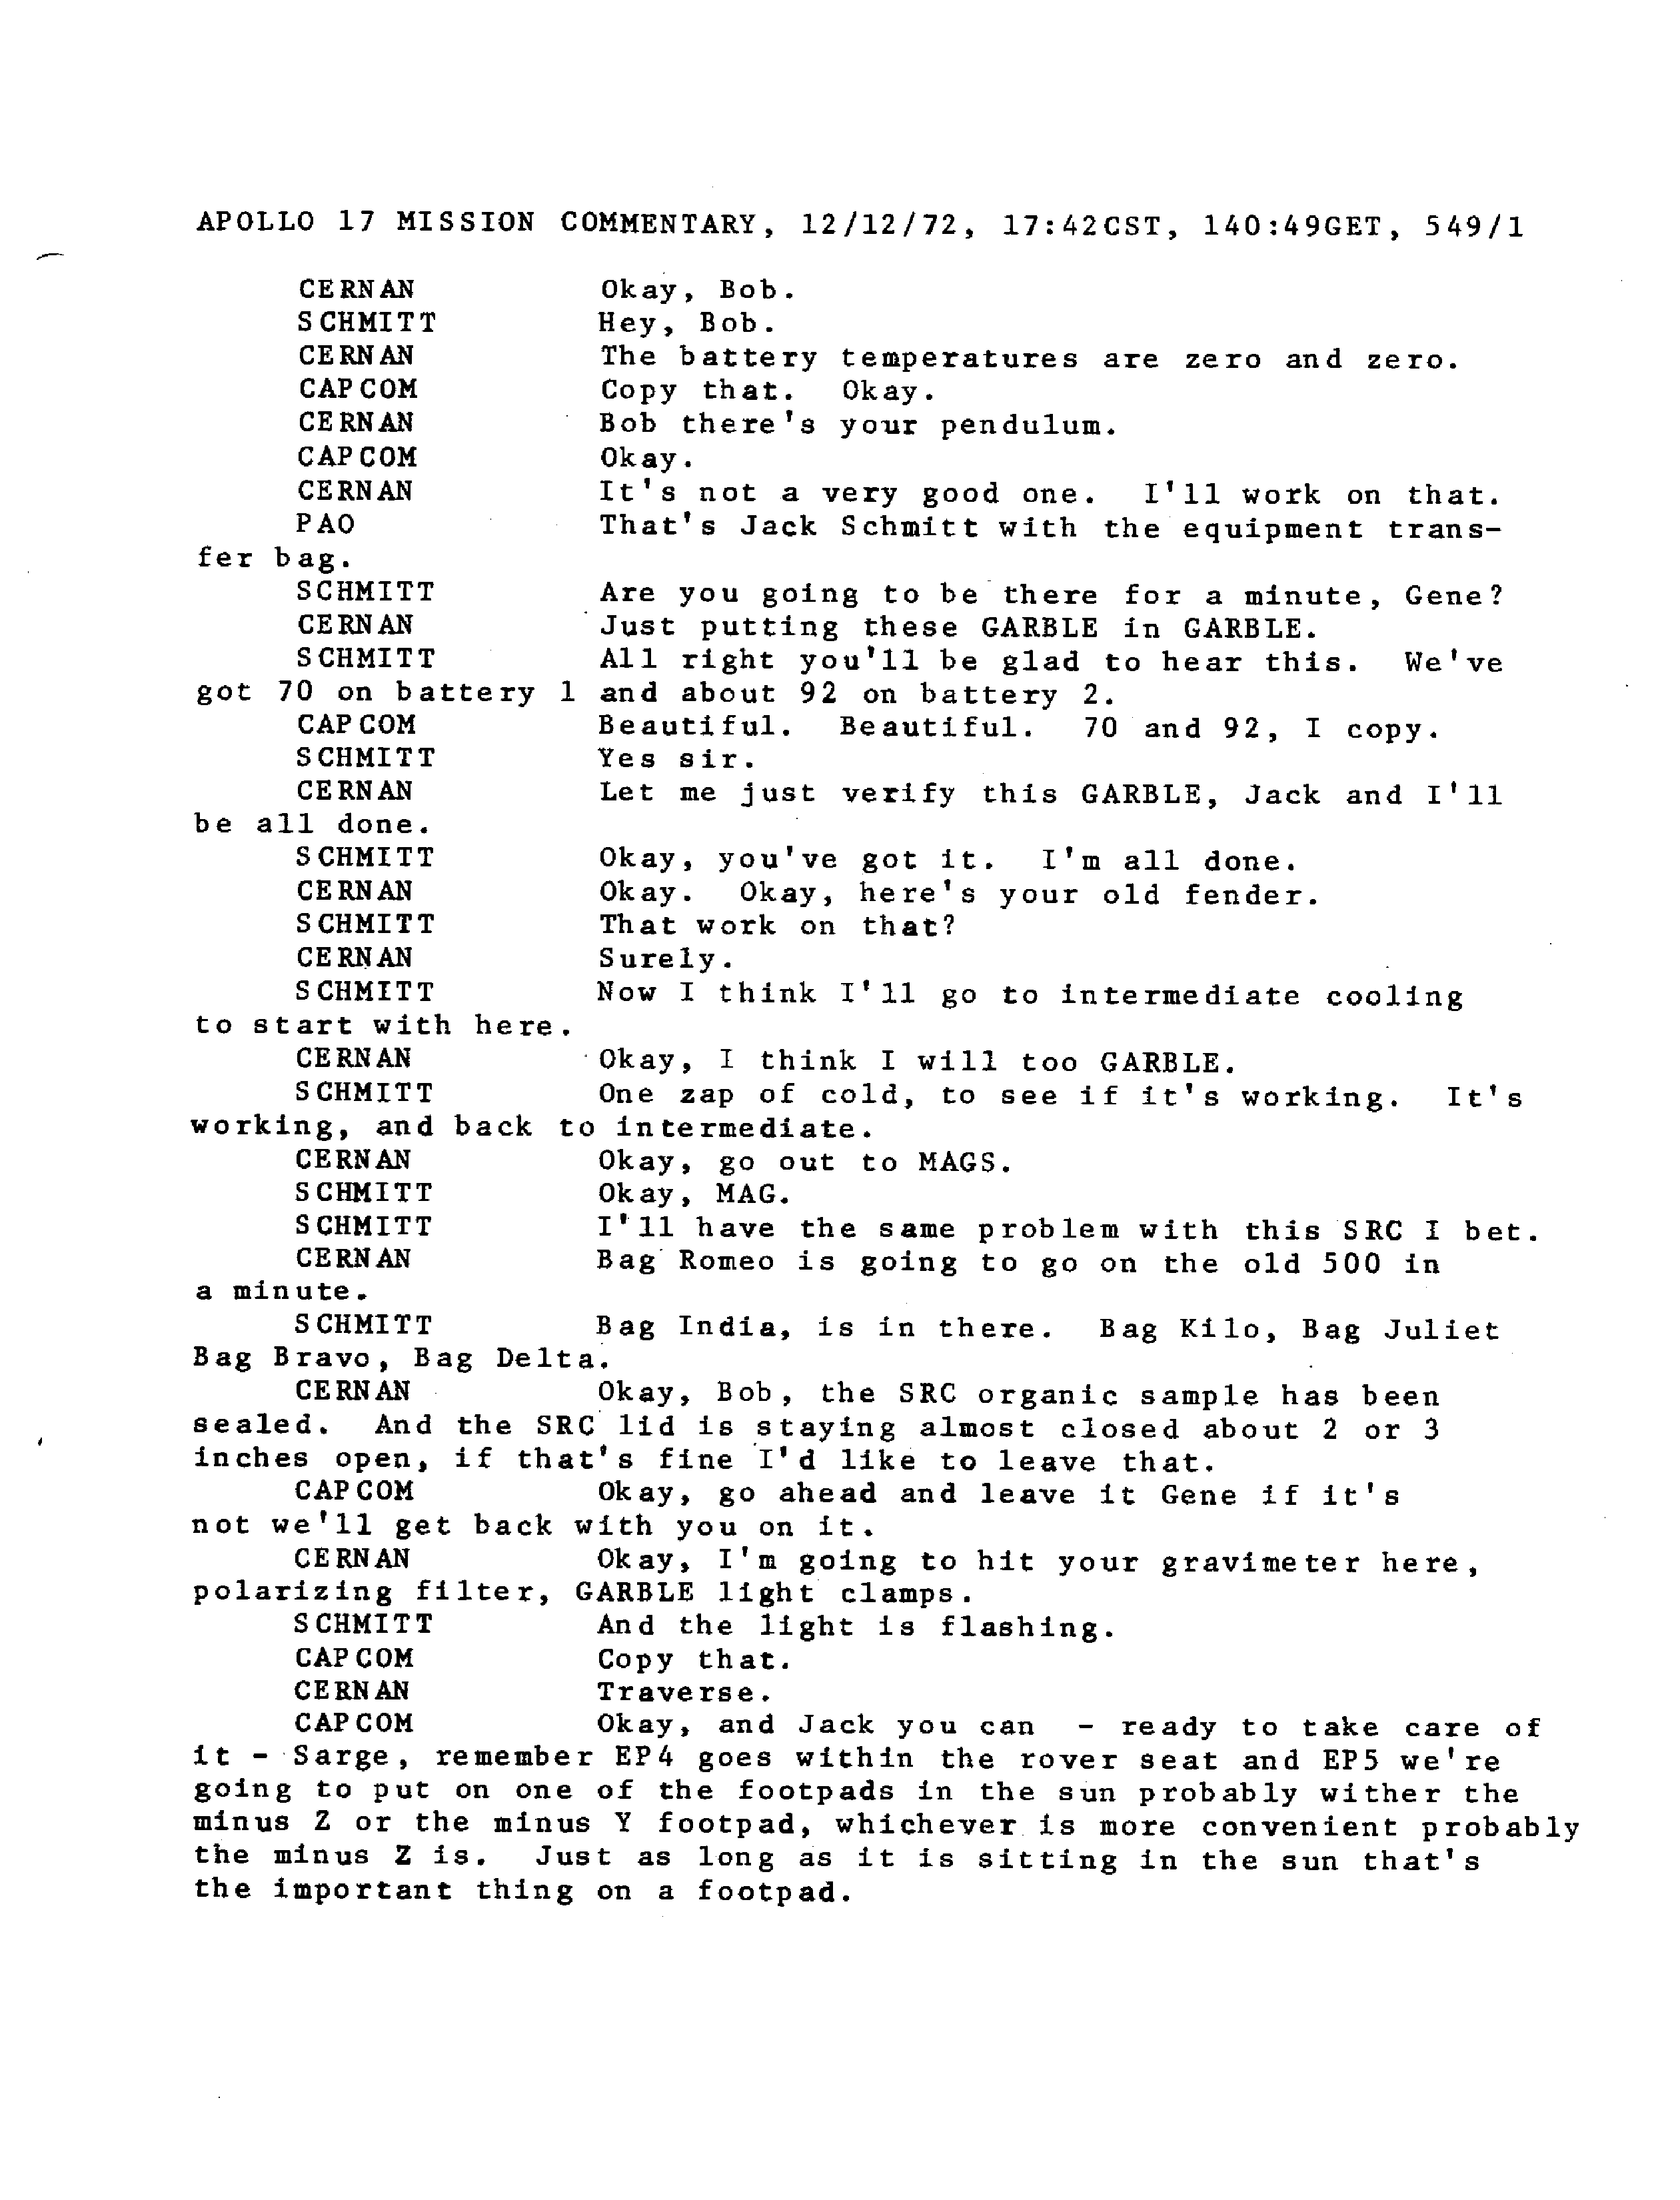 APOLLO 17 MISSION COMMENTARY, 12/12/72, 17:42CST, 140:49GET, 549/1
CERNAN Okay, Bob.
SCHMITT Hey, Bob.
CERNAN The battery temperatures are zero and zero.
CAPCOM Copy that. Okay.
CERNAN Bob there's your pendulum.
CAPCOM Okay.
CERNAN It's not a very good one. I'll work on that.
PAO That's Jack Schmitt with the equipment trans-
fer bag.
SCHMITT Are you going to be there for a minute, Gene?
CERNAN Just putting these GARBLE in GARBLE.
SCHMITT All right you'll be glad to hear this. We've
got 70 on battery 1 and about 92 on battery 2.
CAPCOM Beautiful. Beautiful. 70 and 92, I copy.
SCHMITT Yes sir.
CERNAN Let me just verify this GARBLE, Jack and I'll
be all done.
SCHMITT Okay, you've got it. I'm all done.
CERNAN Okay. Okay, here's your old fender.
SCHMITT That work on that?
CERNAN Surely.
SCHMITT Now I think I'll go to intermediate cooling
to start with here.
CERNAN Okay, I think I will too GARBLE.
SCHMITT One zap of cold, to see if it's working. It's
working, and back to intermediate.
CERNAN Okay, go out to MAGS.
SCHMITT Okay, MAG.
SCHMITT I'll have the same problem with this SRC I bet.
CERNAN Bag Romeo is going to go on the old 500 in
a minute.
SCHMITT Bag India, is in there. Bag Kilo, Bag Juliet
Bag Bravo, Bag Delta.
CERNAN Okay, Bob, the SRC organic sample has been
sealed. And the SRC lid is staying almost closed about 2 or 3
inches open, if that's fine I'd like to leave that.
CAPCOM Okay, go ahead and leave it Gene if it's
not we'll get back with you on it.
CERNAN Okay, I'm going to hit your gravimeter here,
polarizing filter, GARBLE light clamps.
SCHMITT And the light is flashing.
CAPCOM Copy that.
CERNAN Traverse.
CAPCOM Okay, and Jack you can - ready to take care of
it - Sarge, remember EP4 goes within the rover seat and EP5 we're
going to put on one of the footpads in the sun probably wither the
minus Z or the minus Y footpad, whichever is more convenient probably
the minus Z is. Just as long as it is sitting in the sun that's
the important thing on a footpad.